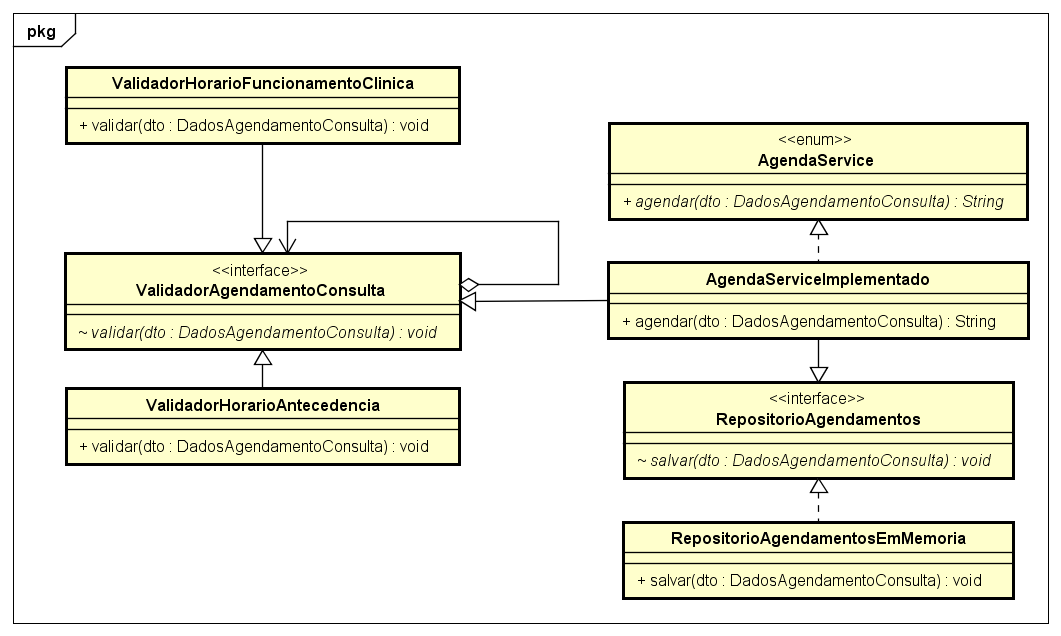 pkg
ValidadorHorarioFuncionamentoClinica
+ validar(dto : DadosAgendamentoConsulta) : void
<<enum>>
AgendaService
+ agendar(dto : DadosAgendamentoConsulta) : String
<<interface>>
ValidadorAgendamentoConsulta
~ validar(dto : DadosAgendamentoConsulta) : void
AgendaServiceImplementado
+ agendar(dto : DadosAgendamentoConsulta) : String
ValidadorHorarioAntecedencia
+ validar(dto : DadosAgendamentoConsulta) : void
<<interface>>
RepositorioAgendamentos
~ salvar(dto : DadosAgendamentoConsulta) : void
RepositorioAgendamentosEmMemoria
+ salvar(dto : DadosAgendamentoConsulta) : void